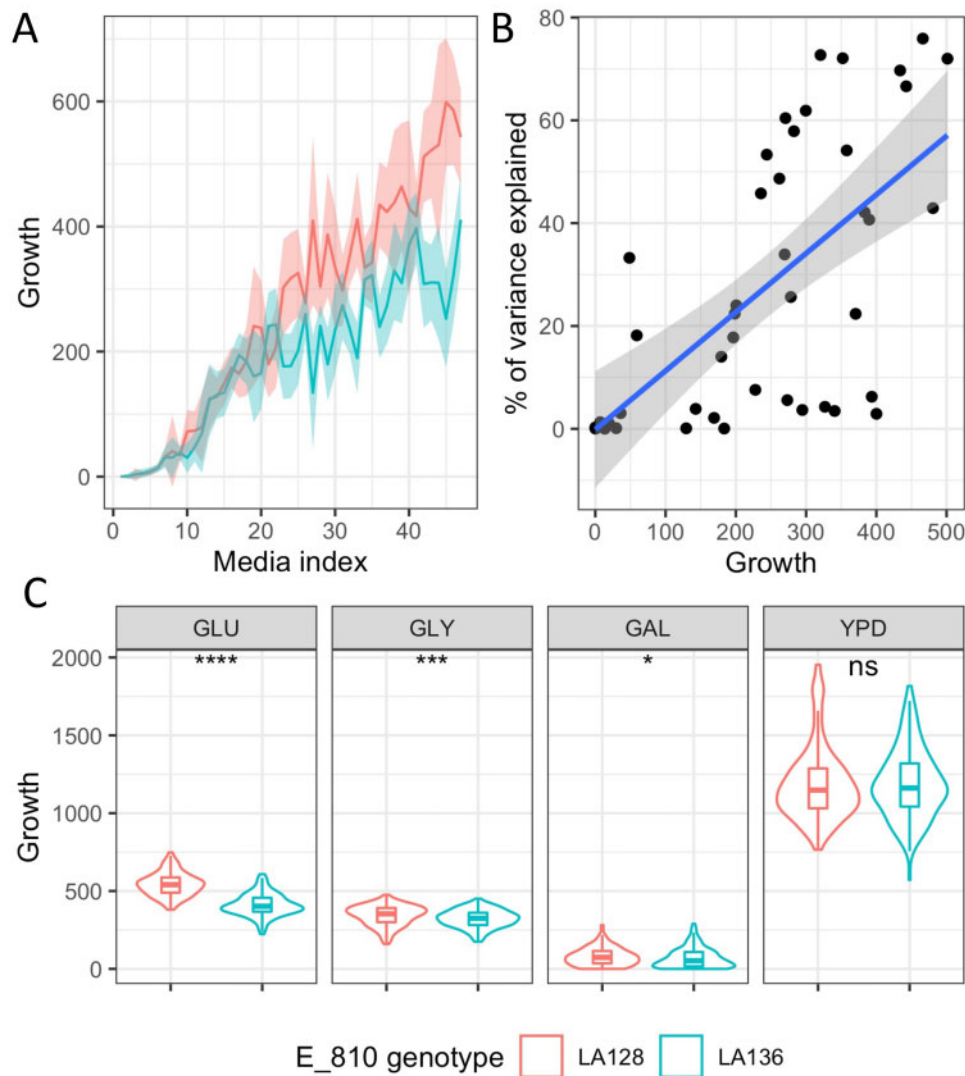 A
600
400
200
0
Growth
0 10 20 30 40
Media index
B
80
60
40
20
0
% of variance explained
0 100 200 300 400 500
Growth
C
GLU GLY GAL YPD
**** *** * ns
2000
1500
1000
500
0
Growth
E_810 genotype LA128 LA136